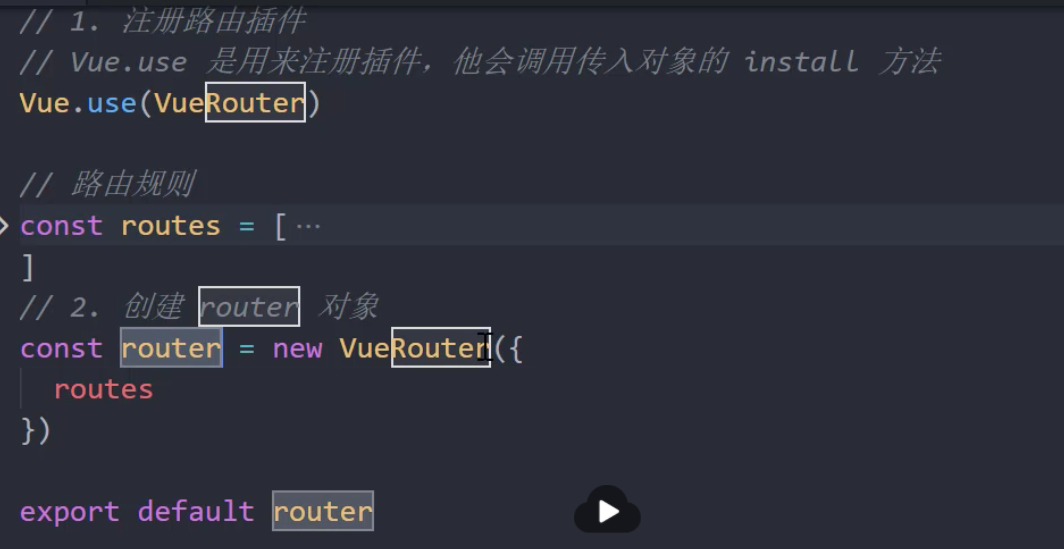 // 1. 注册路由插件
// Vue.use 是用来注册插件，他会调用传入对象的 install 方法
Vue.use(VueRouter)
// 路由规则
const routes = [ ···
]
// 2. 创建 router 对象
const router = new VueRouter({
routes
})
export default router